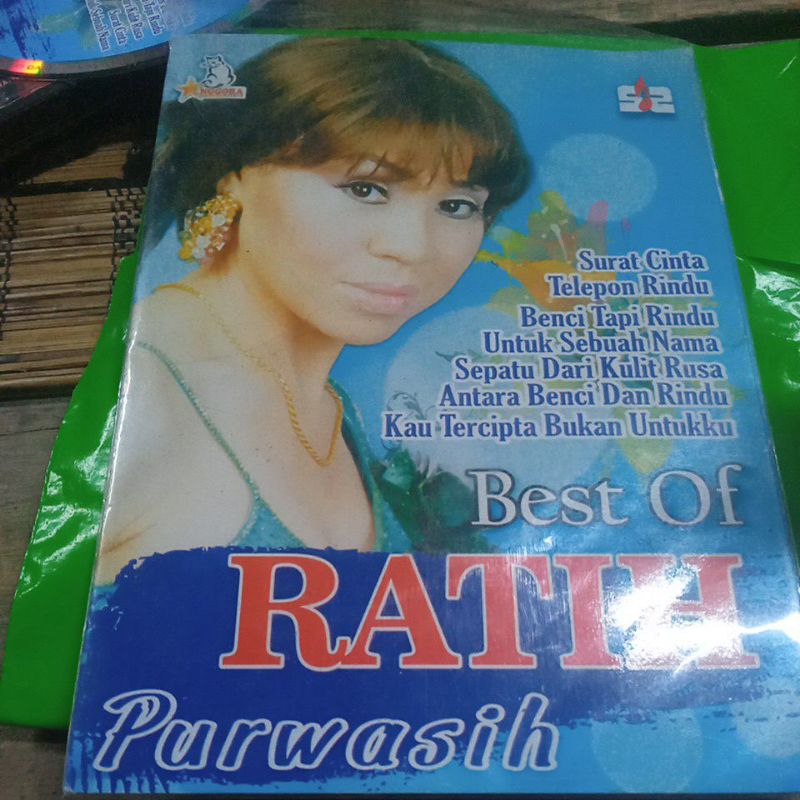 NOGORA
Surat Cinta
Telepon Rindu
Benci Tapi Rindu
Untuk Sebuah Nama
Sepatu Dari Kulit Rusa
Antara Benci Dan Rindu
Kau Tercipta Bukan Untukku
Best Of
RATIH
Purwasih